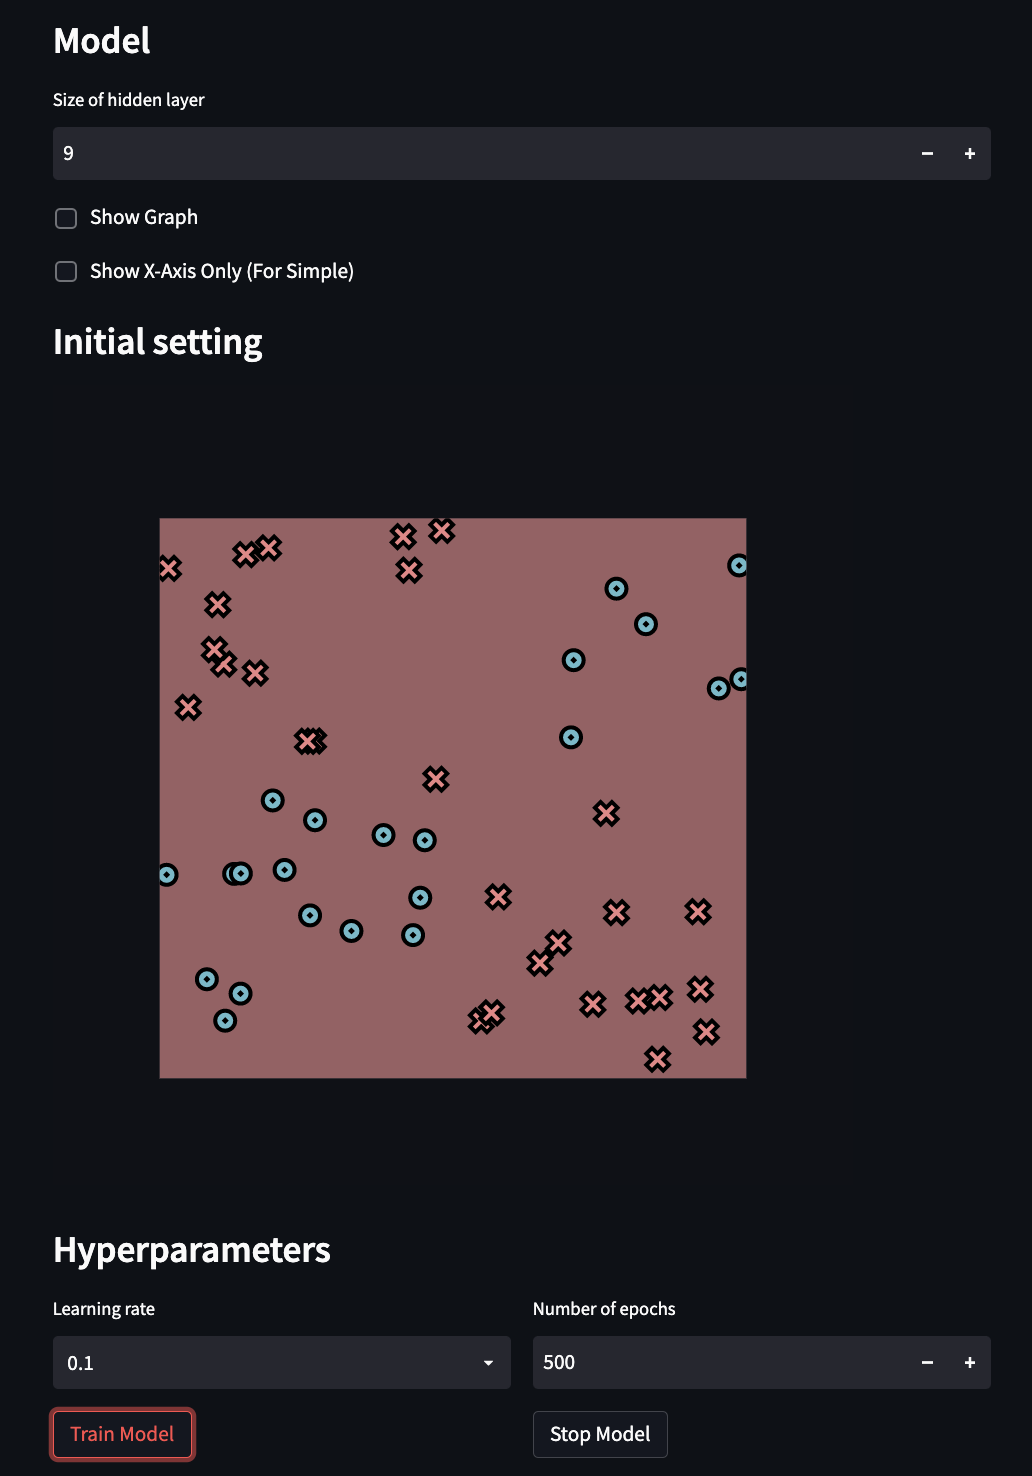 Model
Size of hidden layer
9 − +
Show Graph
Show X-Axis Only (For Simple)
Initial setting
Hyperparameters
Learning rate Number of epochs
0.1 500 − +
Train Model Stop Model